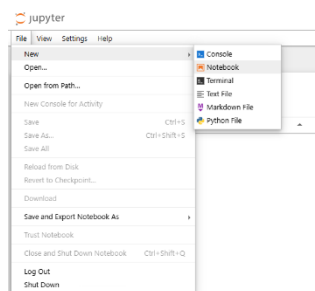 jupyter
File View Settings Help
New
Console
Open...
Notebook
Terminal
Open from Path...
Text File
New Console for Activity
Markdown File
Save Ctrl+S
Python File
Save As... Ctrl+Shift+S
Save All
Reload from Disk
Revert to Checkpoint...
Download
Save and Export Notebook As
Trust Notebook
Close and Shut Down Notebook Ctrl+Shift+Q
Log Out
Shut Down